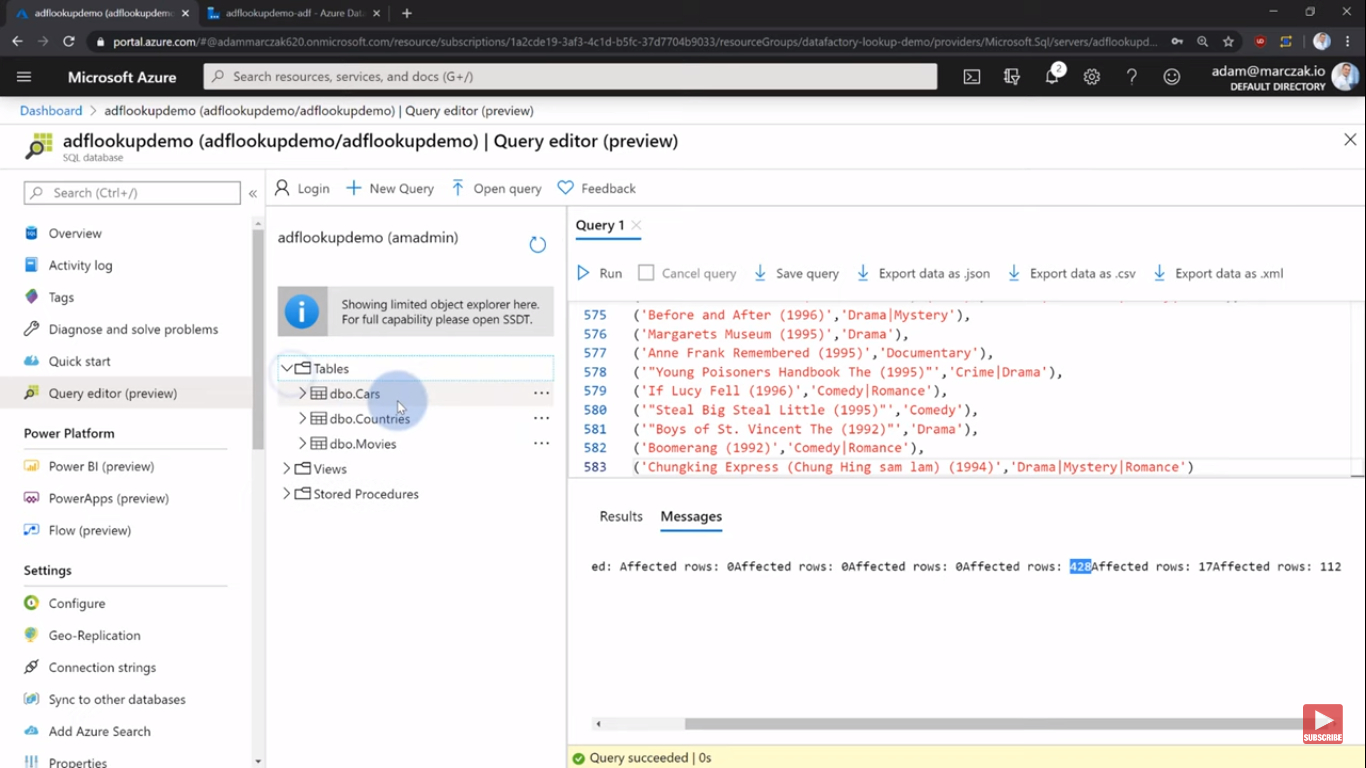 adflookupdemo (adflookupdemo/
adflookupdemo-adf - Azure Data
portal.azure.com/#@adammarczak620.onmicrosoft.com/resource/subscriptions/1a2cde19-3af3-4c1d-b5fc-37d7704b9033/resourceGroups/datafactory-lookup-demo/providers/Microsoft.Sql/servers/adflookupd...
Microsoft Azure
Search resources, services, and docs (G+/)
2
adam@marczak.io
DEFAULT DIRECTORY
Dashboard > adflookupdemo (adflookupdemo/adflookupdemo) | Query editor (preview)
adflookupdemo (adflookupdemo/adflookupdemo) | Query editor (preview)
SQL database
Search (Ctrl+/)
«
Overview
Activity log
Tags
Diagnose and solve problems
Quick start
Query editor (preview)
Power Platform
Power BI (preview)
PowerApps (preview)
Flow (preview)
Settings
Configure
Geo-Replication
Connection strings
Sync to other databases
Add Azure Search
Properties
Login
New Query
Open query
Feedback
adflookupdemo (amadmin)
Showing limited object explorer here.
For full capability please open SSDT.
Tables
dbo.Cars ...
dbo.Countries ...
dbo.Movies ...
Views
Stored Procedures
Query 1
Run
Cancel query
Save query
Export data as .json
Export data as .csv
Export data as .xml
575 ('Before and After (1996)','Drama|Mystery'),
576 ('Margarets Museum (1995)','Drama'),
577 ('Anne Frank Remembered (1995)','Documentary'),
578 ('"Young Poisoners Handbook The (1995)"','Crime|Drama'),
579 ('If Lucy Fell (1996)','Comedy|Romance'),
580 ('"Steal Big Steal Little (1995)"','Comedy'),
581 ('"Boys of St. Vincent The (1992)"','Drama'),
582 ('Boomerang (1992)','Comedy|Romance'),
583 ('Chungking Express (Chung Hing sam lam) (1994)','Drama|Mystery|Romance')
Results
Messages
ed: Affected rows: 0Affected rows: 0Affected rows: 0Affected rows: 428Affected rows: 17Affected rows: 112
SUBSCRIBE
Query succeeded | 0s